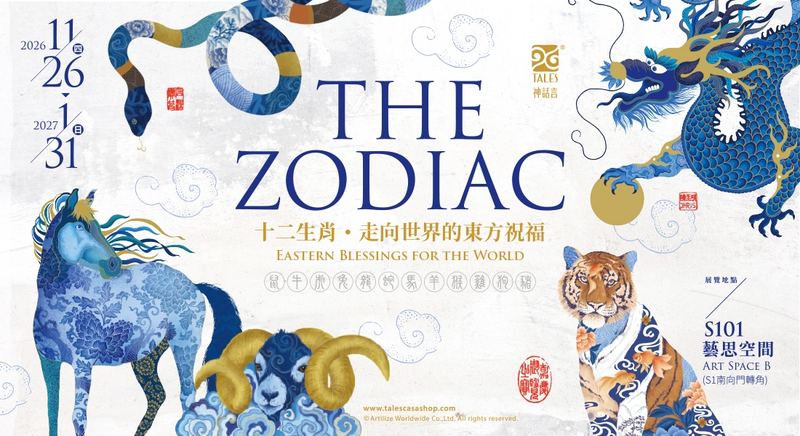 2026
11
四
26
2027
1
日
31
TALES
神話言
THE
ZODIAC
十二生肖・走向世界的東方祝福
EASTERN BLESSINGS FOR THE WORLD
鼠牛虎兔龍蛇馬羊猴雞狗豬
展覽地點
S101
藝思空間
ART SPACE B
(S1南向門轉角)
www.talescasashop.com
© Artilize Worldwide Co., Ltd. All rights reserved.